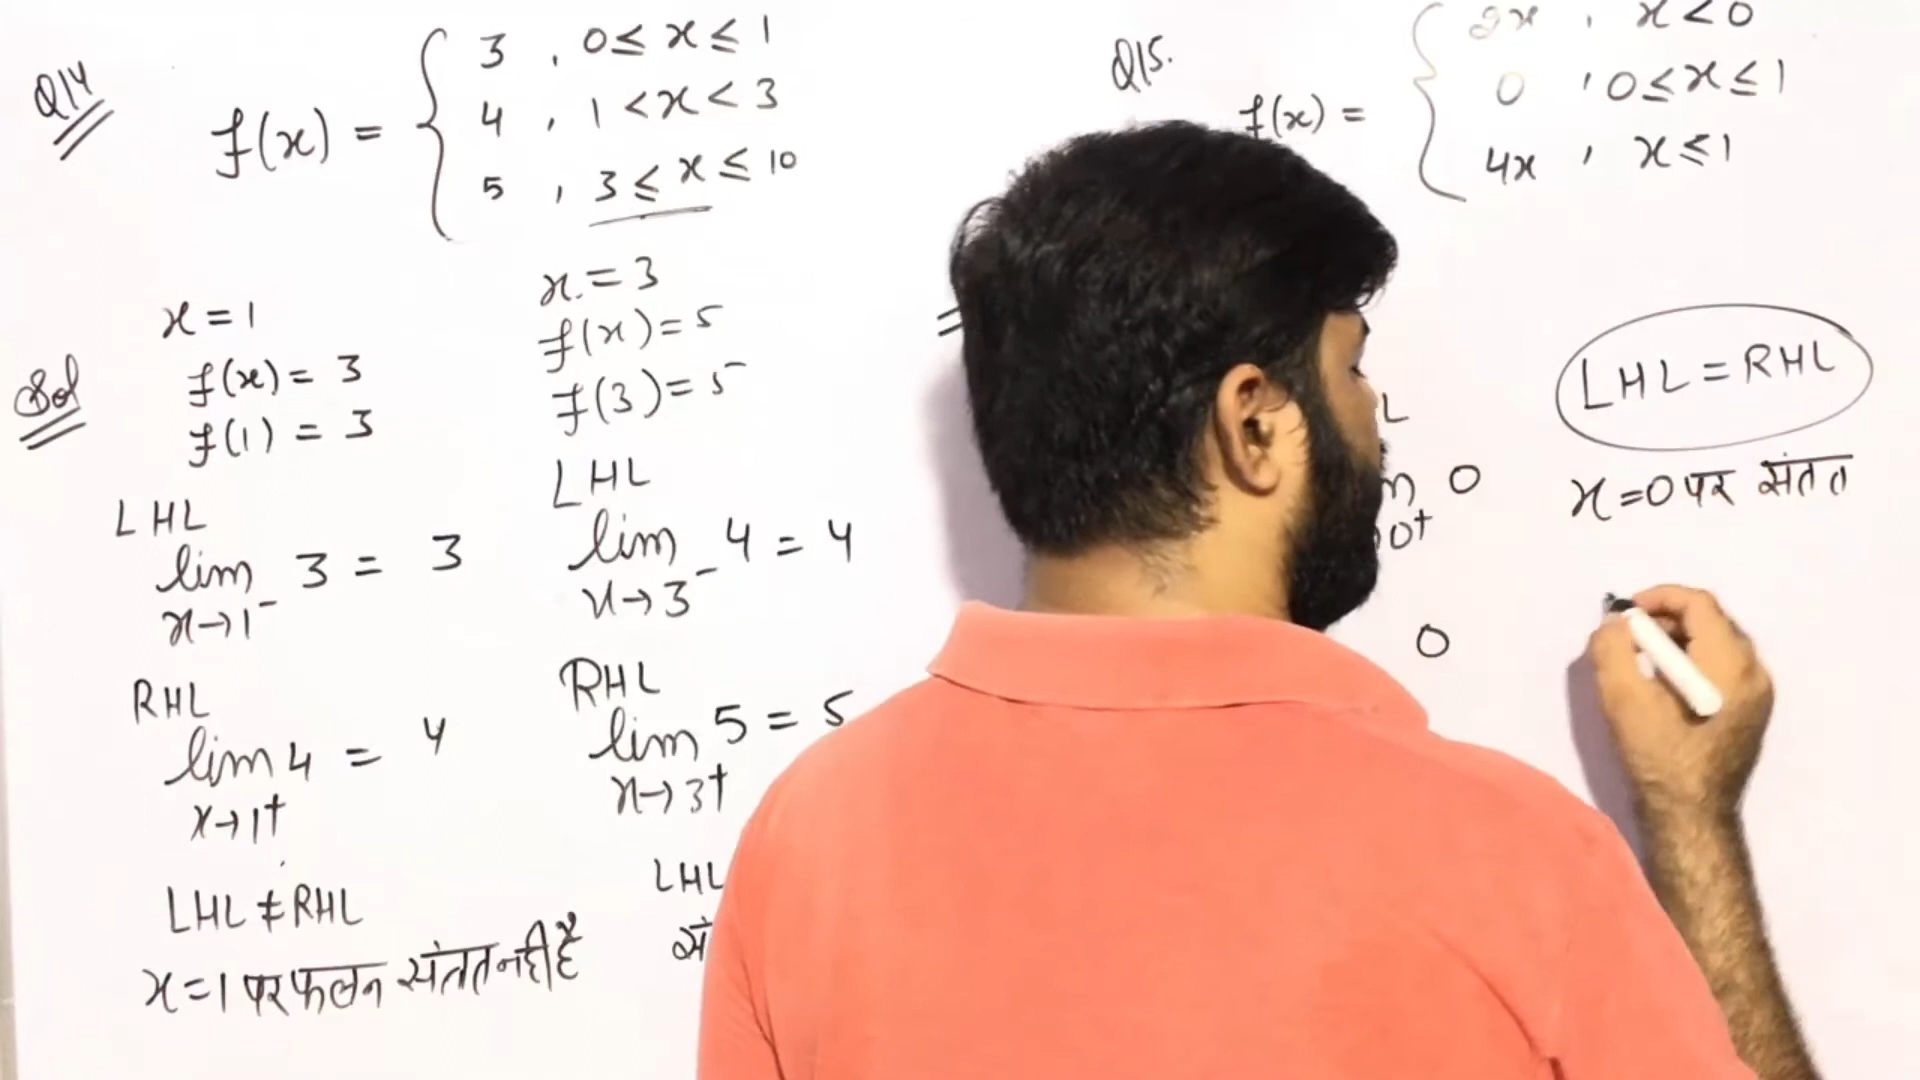 Q14
f(x) = { 3 , 0 ≤ x ≤ 1
4 , 1 < x < 3
5 , 3 ≤ x ≤ 10
Sol
x = 1
f(x) = 3
f(1) = 3
LHL
lim 3 = 3
x→1⁻
RHL
lim 4 = 4
x→1⁺
LHL ≠ RHL
x = 1 पर फलन संतत नहीं है
x = 3
f(x) = 5
f(3) = 5
LHL
lim 4 = 4
x→3⁻
RHL
lim 5 = 5
x→3⁺
LHL
Q15.
f(x) = { 2x , x < 0
0 , 0 ≤ x ≤ 1
4x , x ≤ 1
=
0
0⁺
0
LHL = RHL
x = 0 पर संतत